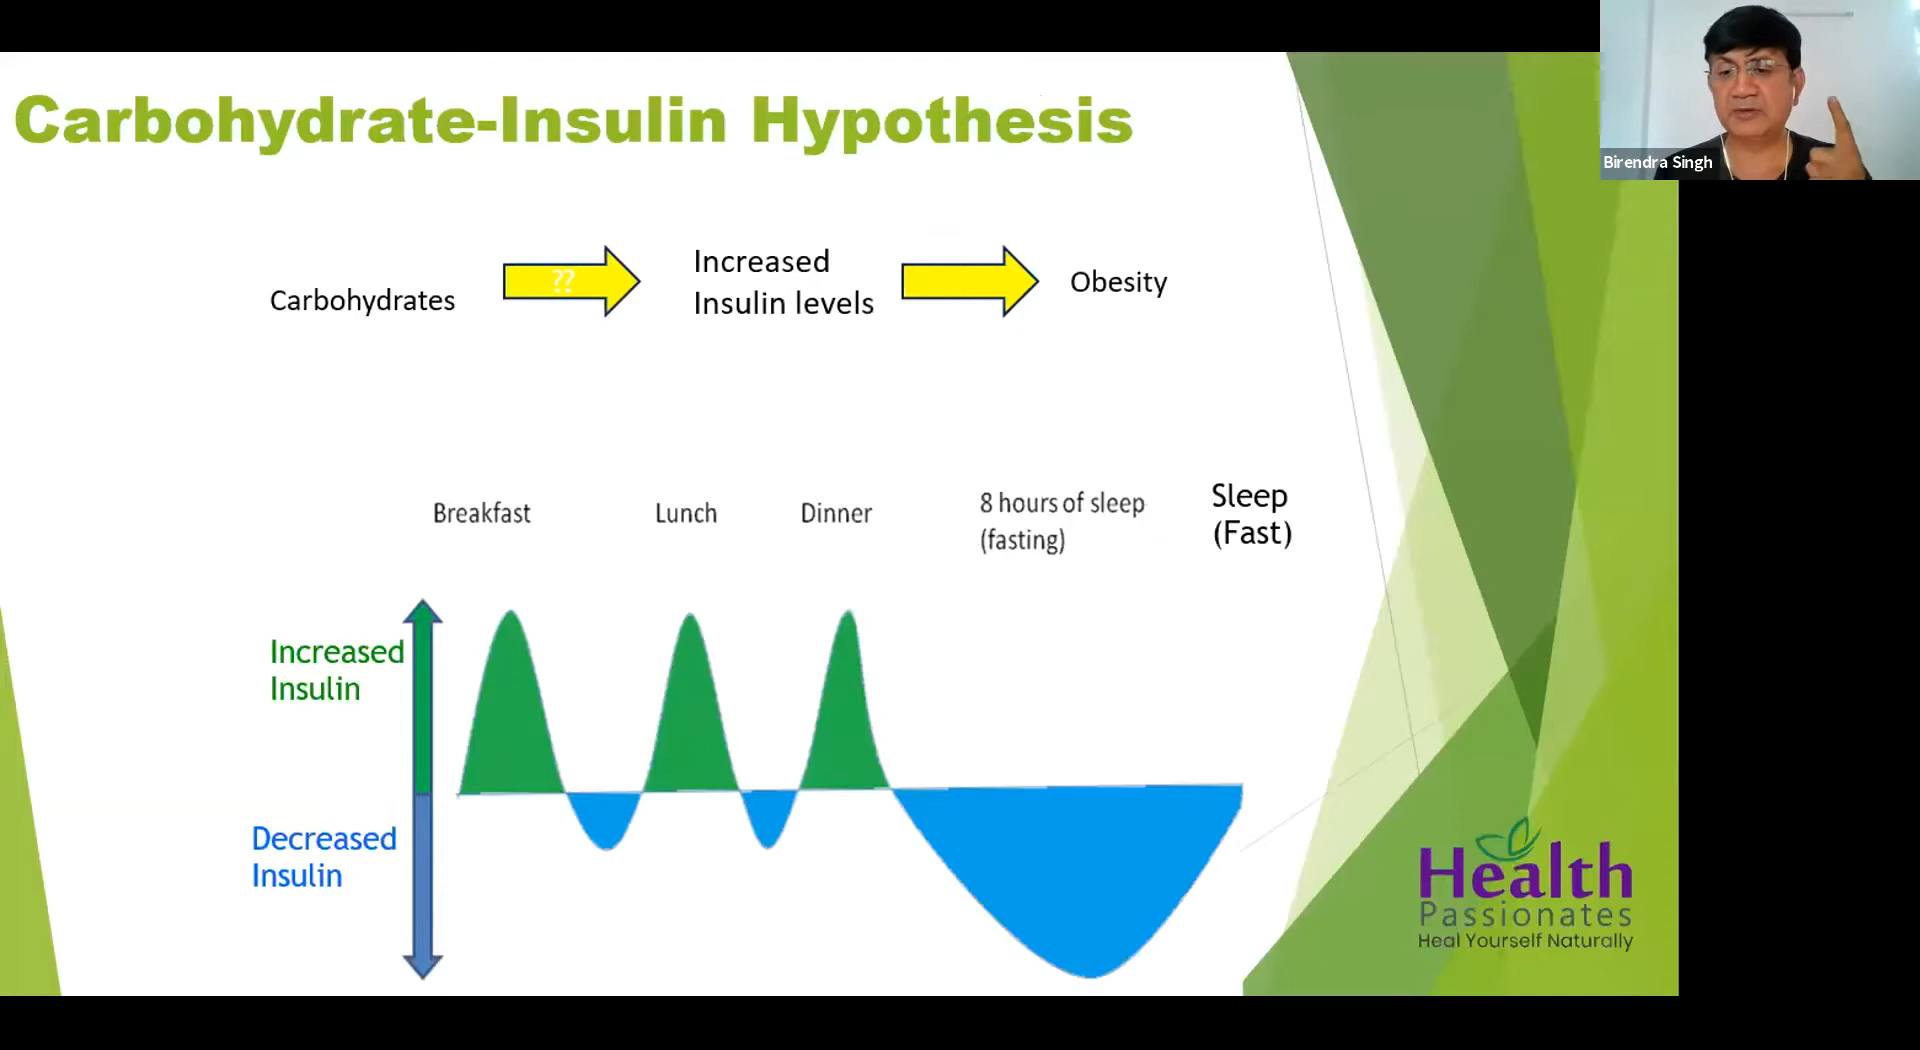 Carbohydrate-Insulin Hypothesis
Birendra Singh
Carbohydrates
??
Increased
Insulin levels
Obesity
Breakfast
Lunch
Dinner
8 hours of sleep
(fasting)
Sleep
(Fast)
Increased
Insulin
Decreased
Insulin
Health
Passionates
Heal Yourself Naturally